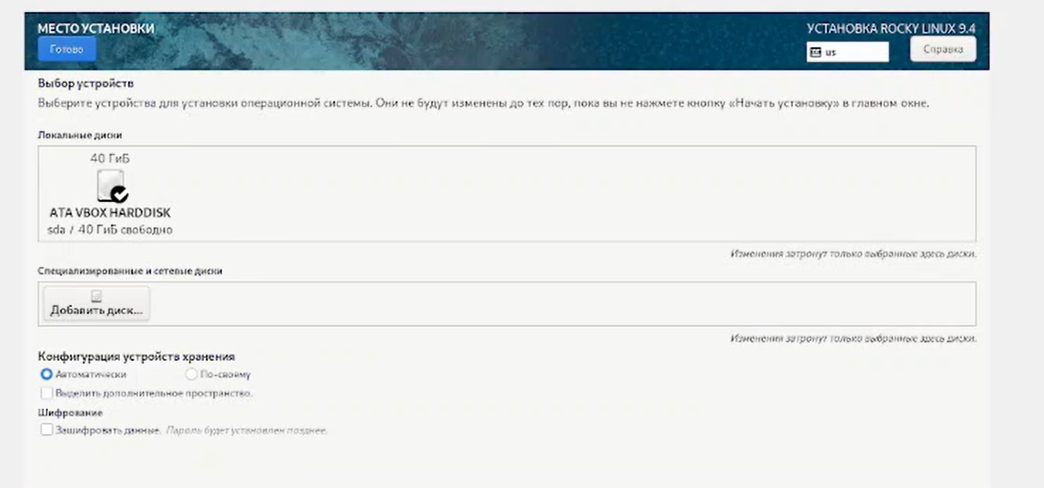 МЕСТО УСТАНОВКИ
УСТАНОВКА ROCKY LINUX 9.4
Готово
us
Справка
Выбор устройств
Выберите устройства для установки операционной системы. Они не будут изменены до тех пор, пока вы не нажмете кнопку «Начать установку» в главном окне.
Локальные диски
40 ГиБ
ATA VBOX HARDDISK
sda / 40 ГиБ свободно
Изменения затронут только выбранные здесь диски.
Специализированные и сетевые диски
Добавить диск...
Изменения затронут только выбранные здесь диски.
Конфигурация устройств хранения
Автоматически По-своему
Выделить дополнительное пространство.
Шифрование
Зашифровать данные. Пароль будет установлен позднее.